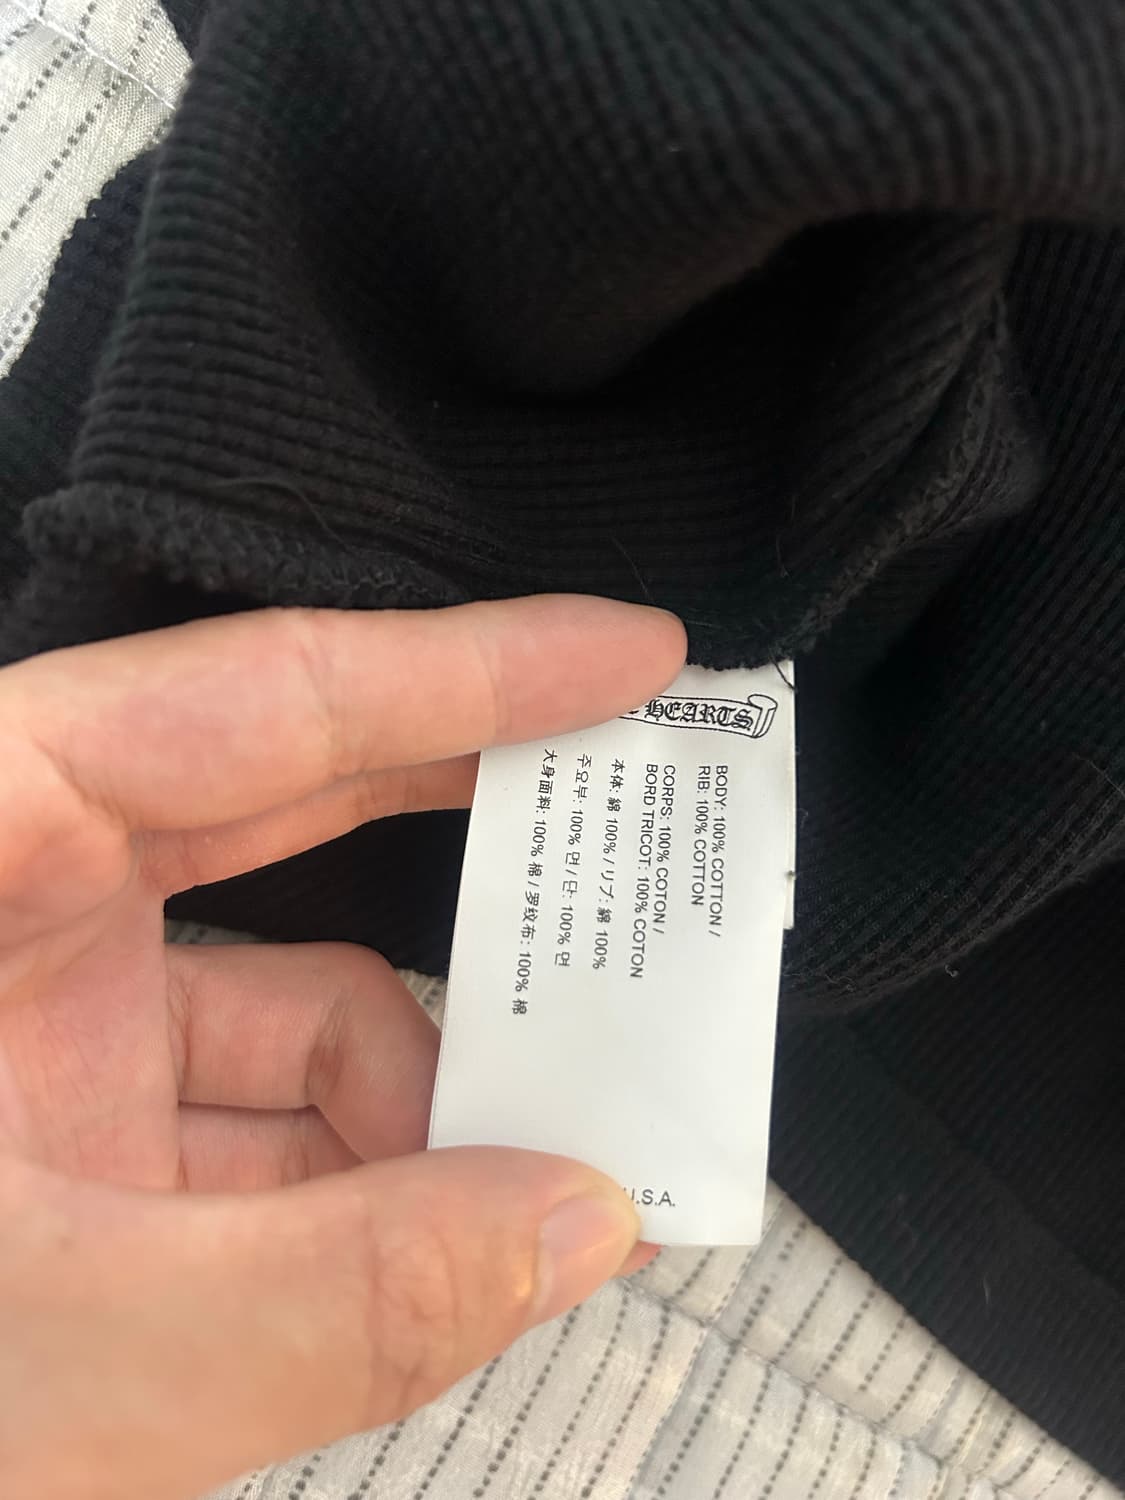 HEARTS
BODY: 100% COTTON /
RIB: 100% COTTON
CORPS: 100% COTON /
BORD TRICOT: 100% COTON
本体: 綿 100% / リブ: 綿 100%
주요부: 100% 면 / 단: 100% 면
大身面料: 100% 棉 / 罗纹布: 100% 棉
U.S.A.